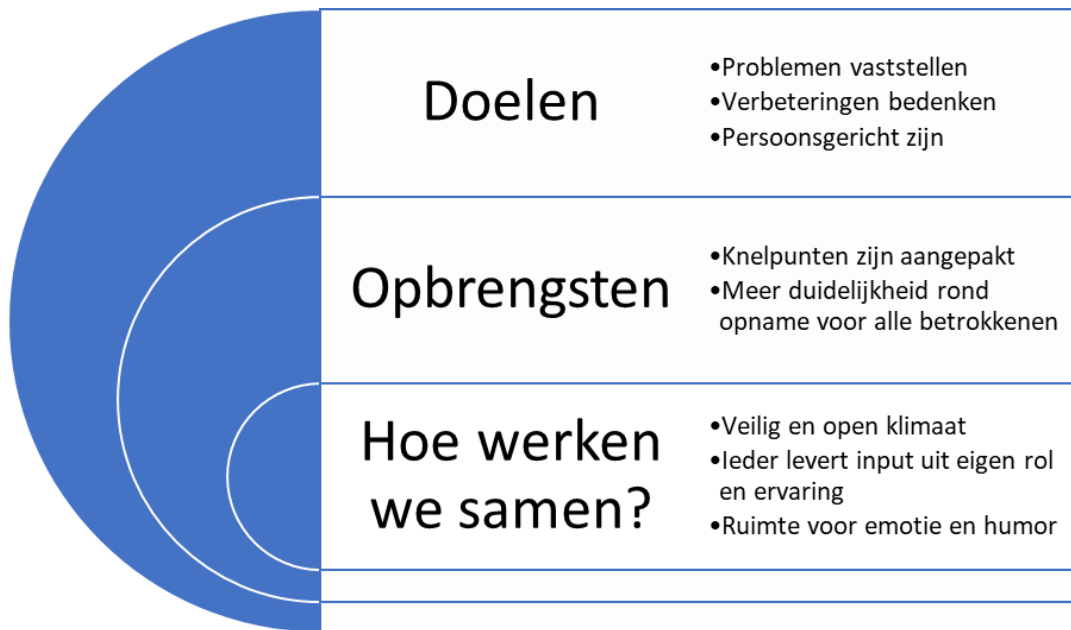 Doelen
•Problemen vaststellen
•Verbeteringen bedenken
•Persoonsgericht zijn
Opbrengsten
•Knelpunten zijn aangepakt
•Meer duidelijkheid rond
opname voor alle betrokkenen
Hoe werken
we samen?
•Veilig en open klimaat
•Ieder levert input uit eigen rol
en ervaring
•Ruimte voor emotie en humor